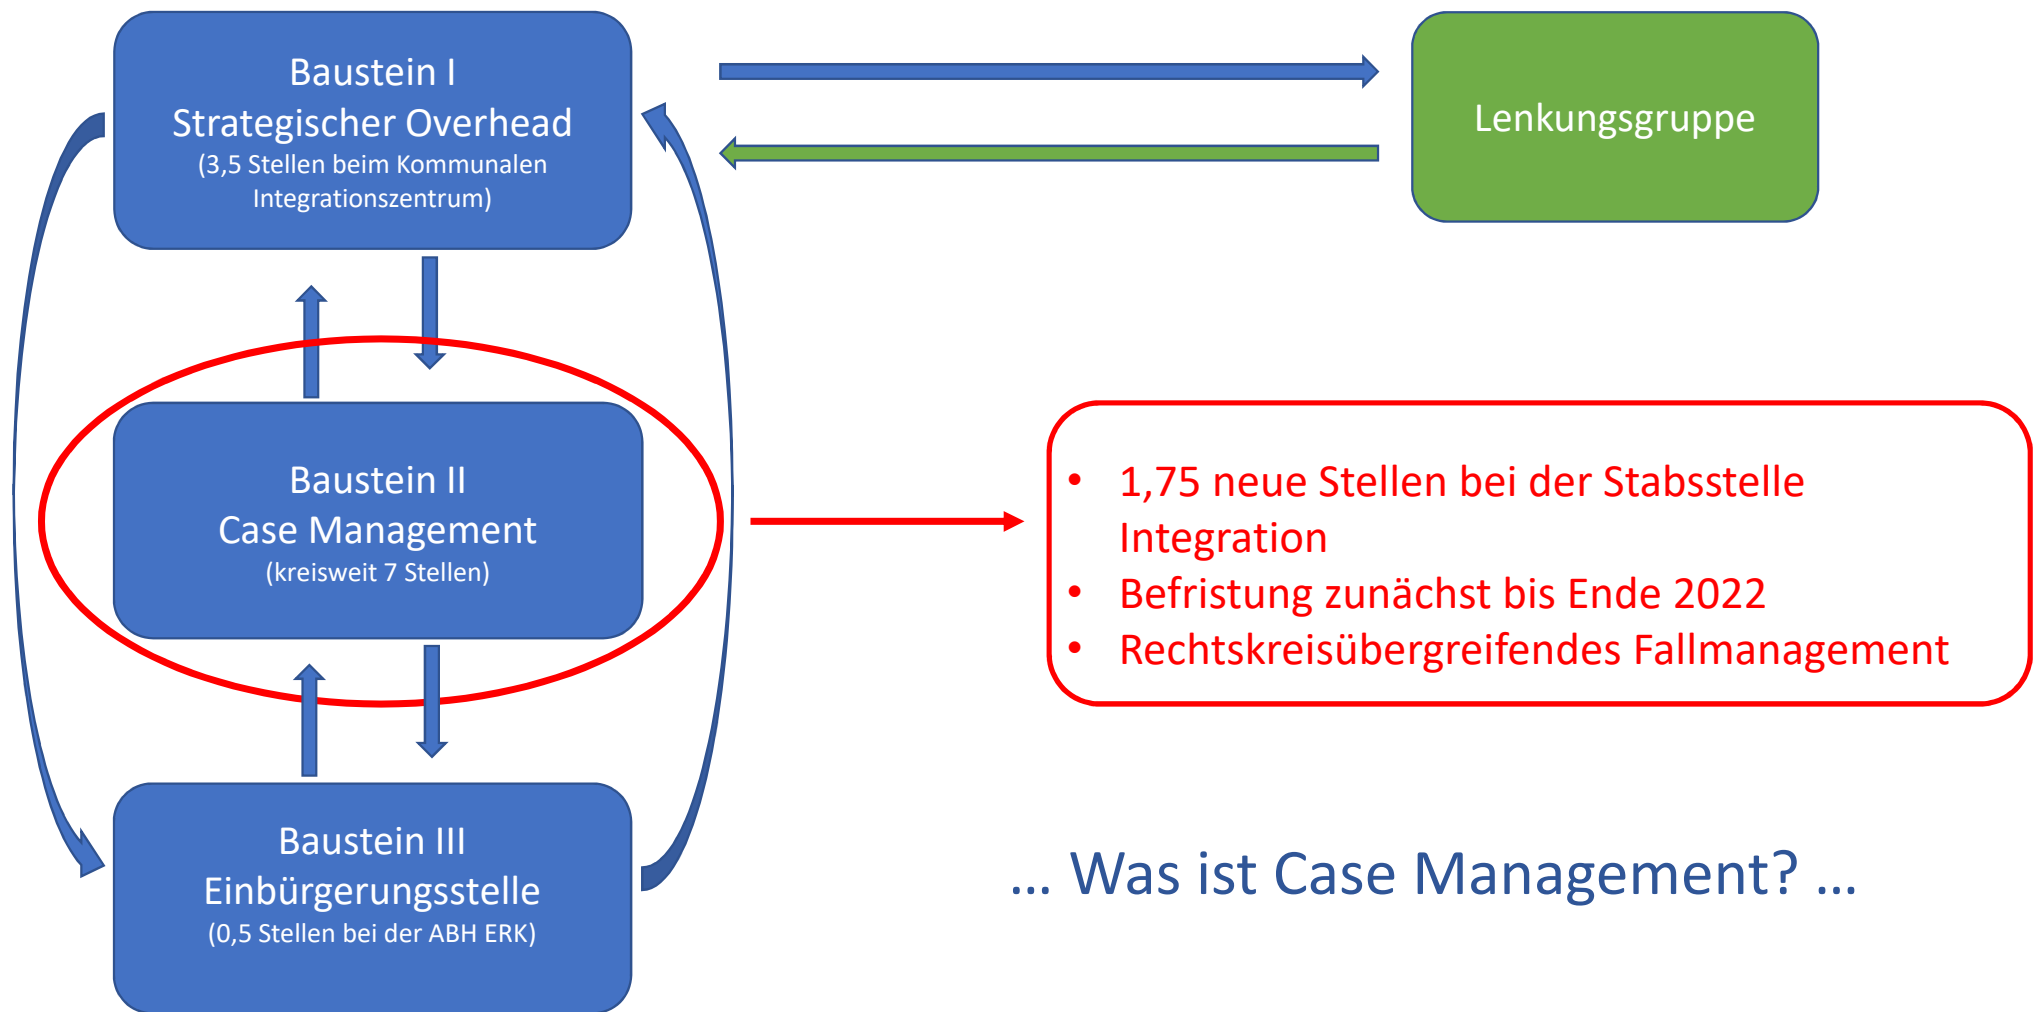 Baustein I
Strategischer Overhead
(3,5 Stellen beim Kommunalen
Integrationszentrum)
Lenkungsgruppe
Baustein II
Case Management
(kreisweit 7 Stellen)
• 1,75 neue Stellen bei der Stabsstelle
Integration
• Befristung zunächst bis Ende 2022
• Rechtskreisübergreifendes Fallmanagement
Baustein III
Einbürgerungsstelle
(0,5 Stellen bei der ABH ERK)
… Was ist Case Management? …